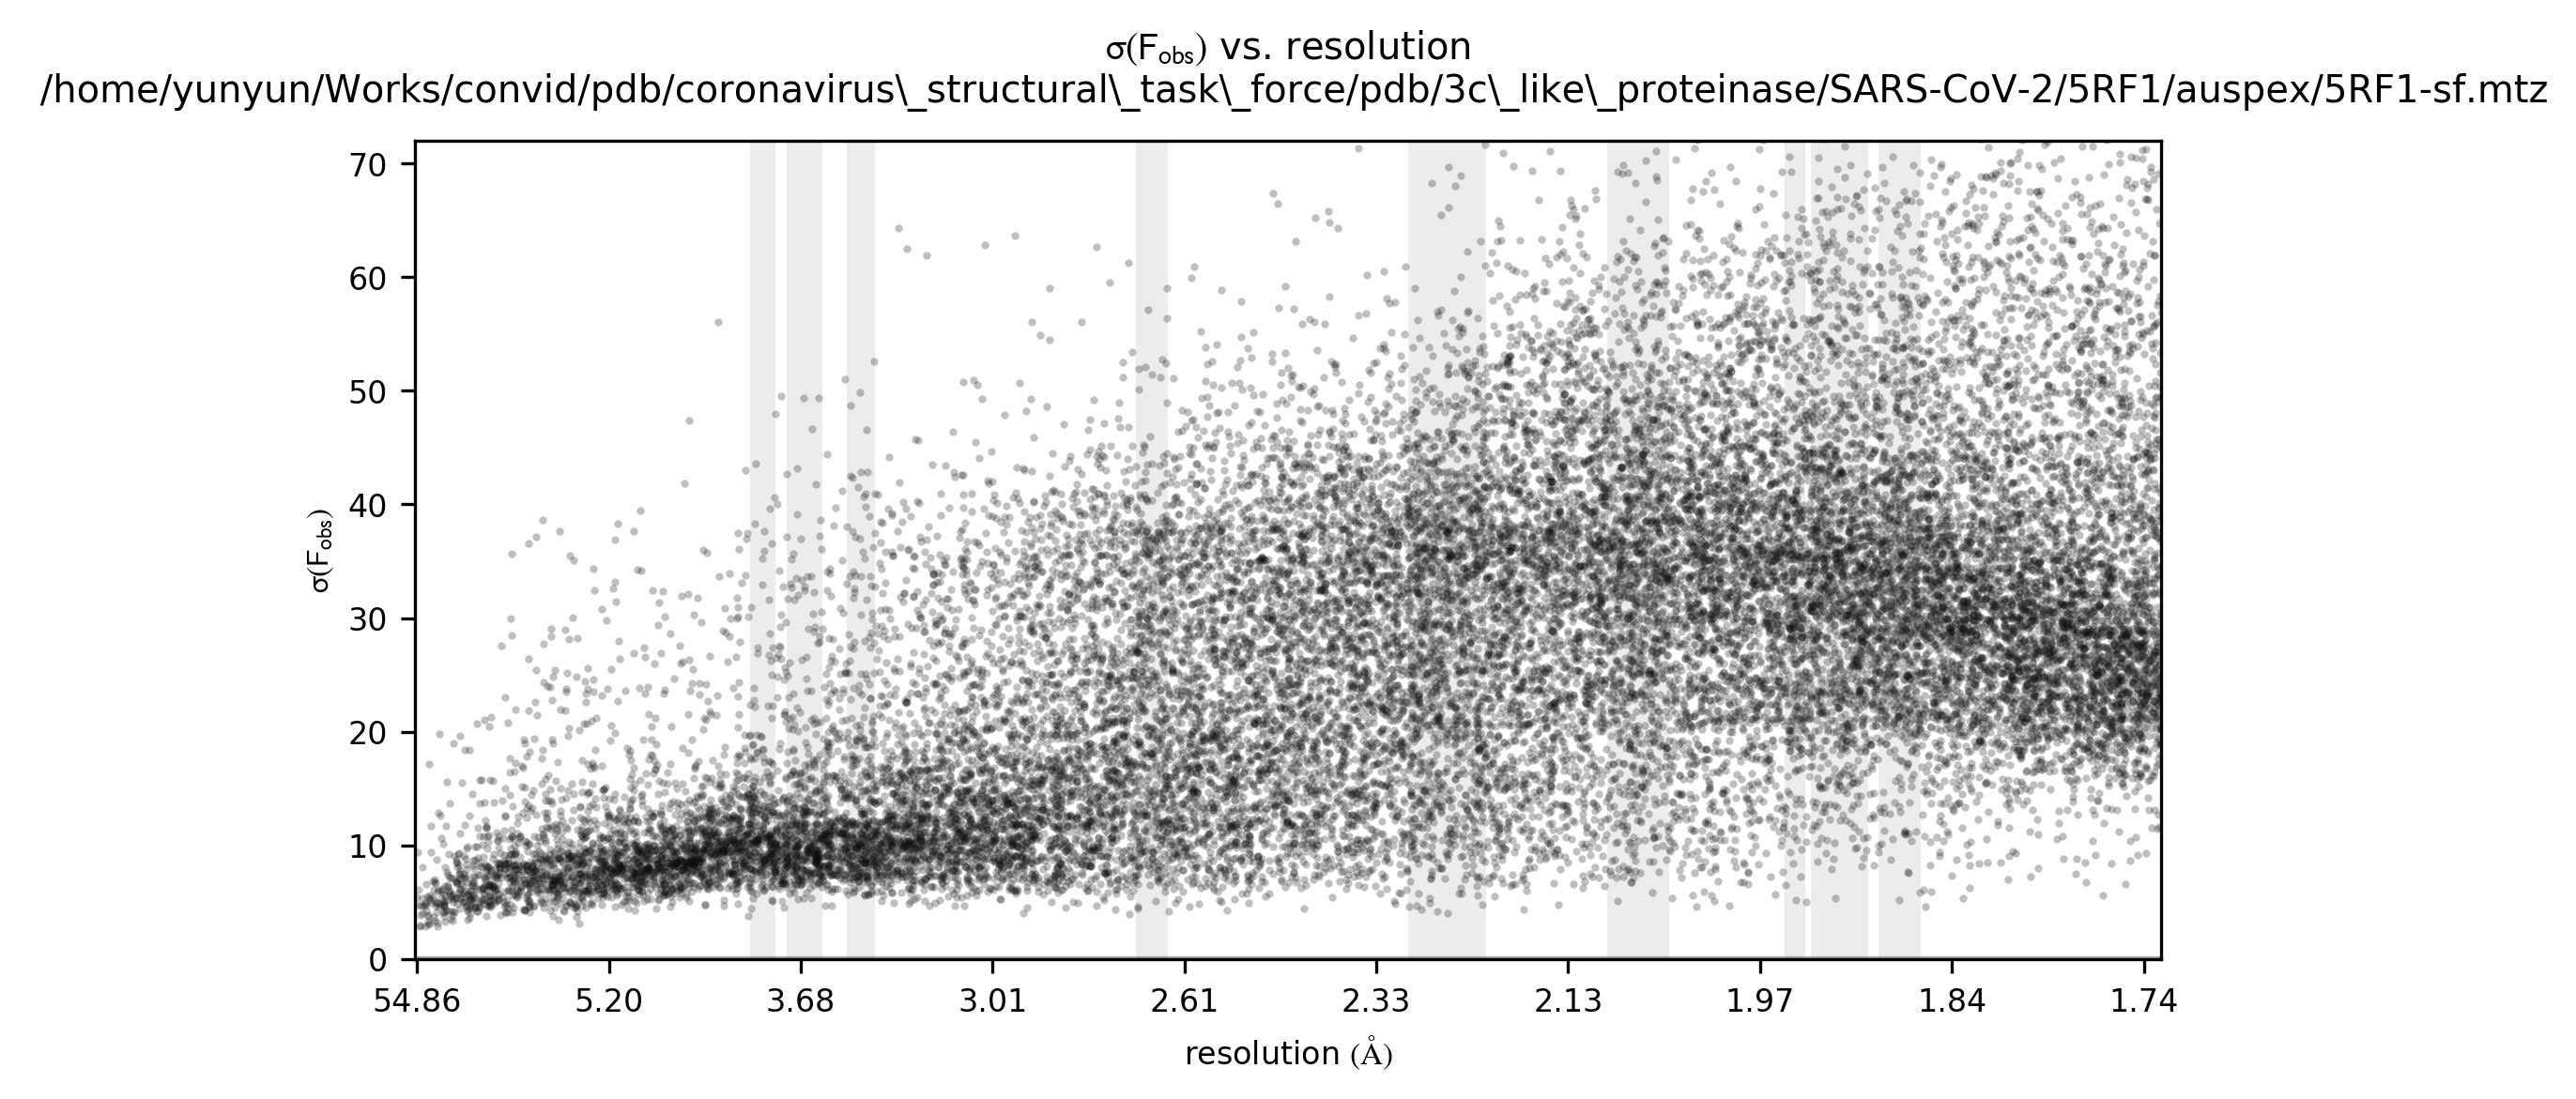 σ(Fobs) vs. resolution
/home/yunyun/Works/convid/pdb/coronavirus\_structural\_task\_force/pdb/3c\_like\_proteinase/SARS-CoV-2/5RF1/auspex/5RF1-sf.mtz
70
60
50
40
30
20
10
0
σ(Fobs)
54.86 5.20 3.68 3.01 2.61 2.33 2.13 1.97 1.84 1.74
resolution (Å)